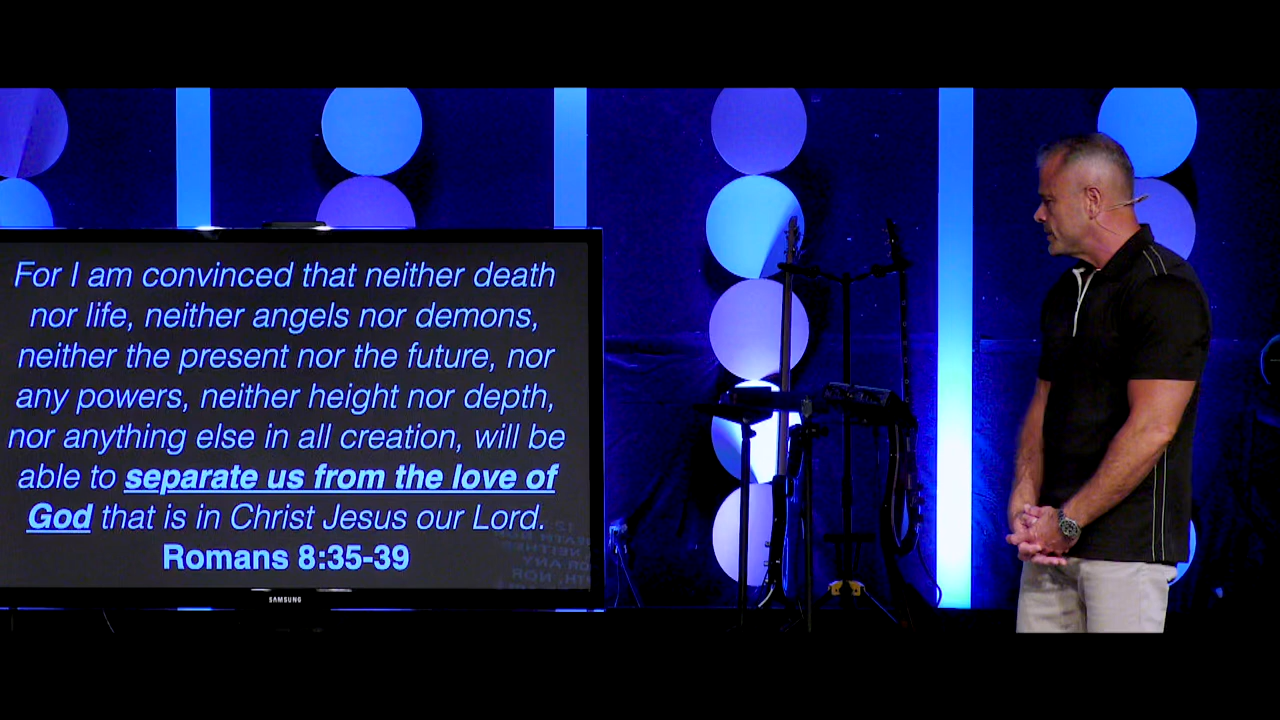 For I am convinced that neither death
nor life, neither angels nor demons,
neither the present nor the future, nor
any powers, neither height nor depth,
nor anything else in all creation, will be
able to separate us from the love of
God that is in Christ Jesus our Lord.
Romans 8:35-39
SAMSUNG